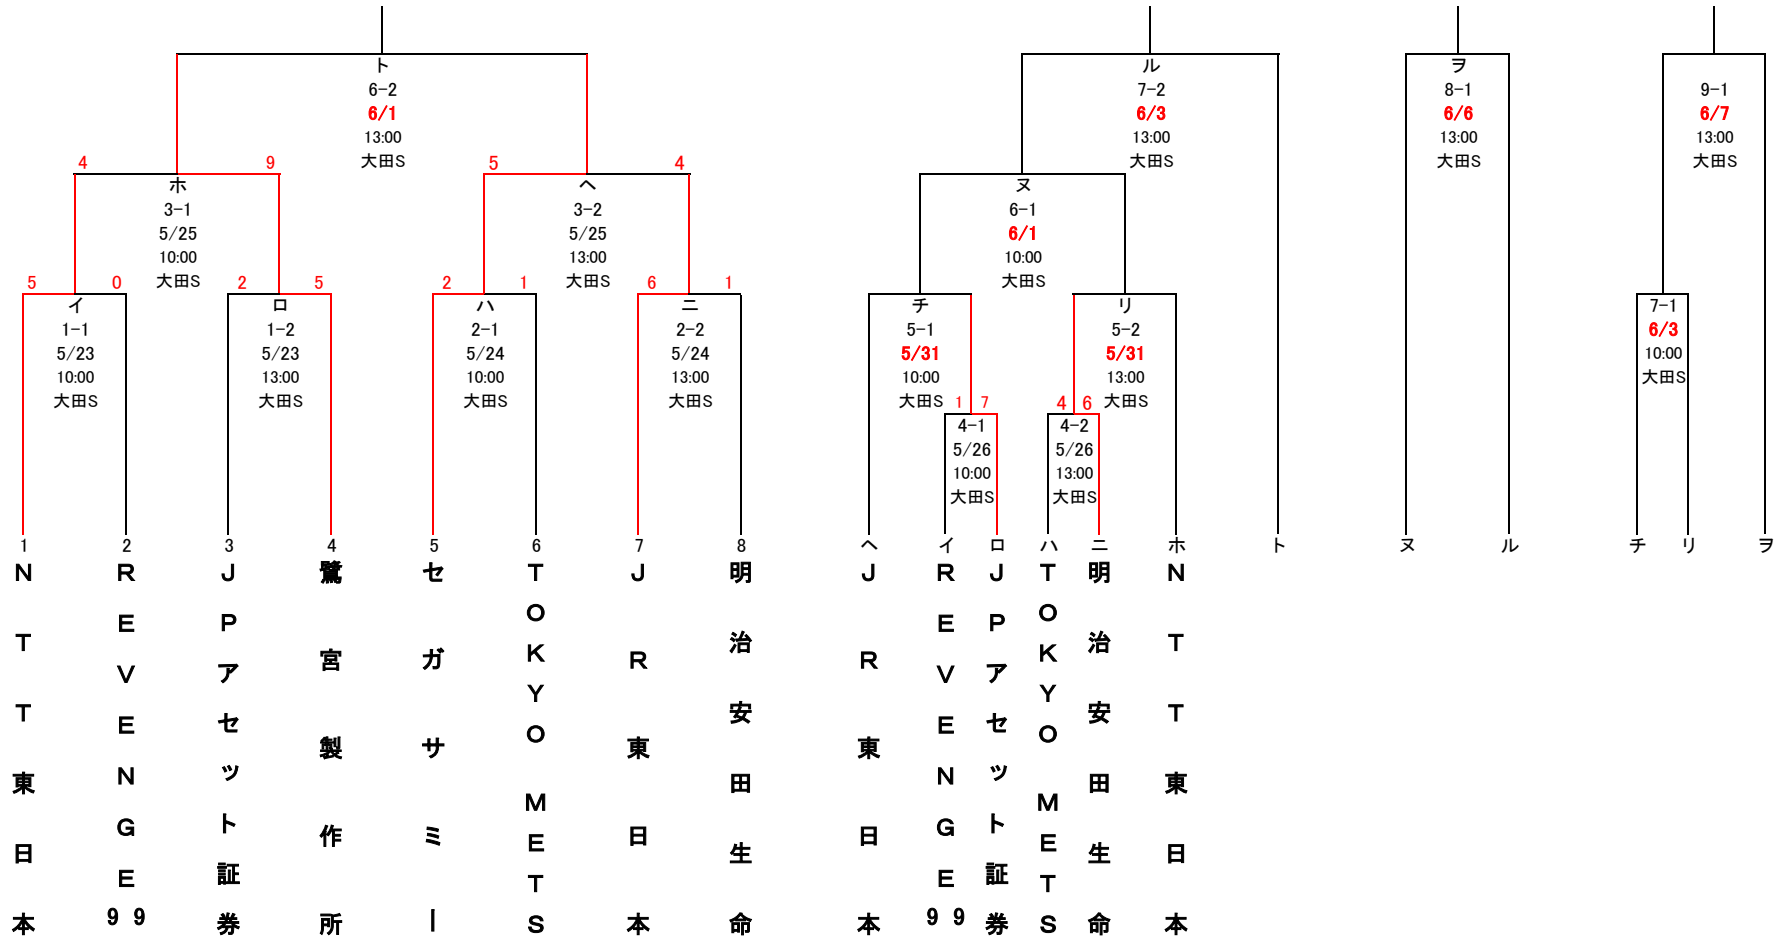 ト
6-2
6/1
13:00
大田S
ル
7-2
6/3
13:00
大田S
ヲ
8-1
6/6
13:00
大田S
9-1
6/7
13:00
大田S
4 9
ホ
3-1
5/25
10:00
大田S
5 4
ヘ
3-2
5/25
13:00
大田S
ヌ
6-1
6/1
10:00
大田S
5 0
イ
1-1
5/23
10:00
大田S
2 5
ロ
1-2
5/23
13:00
大田S
2 1
ハ
2-1
5/24
10:00
大田S
6 1
ニ
2-2
5/24
13:00
大田S
チ
5-1
5/31
10:00
大田S
リ
5-2
5/31
13:00
大田S
7-1
6/3
10:00
大田S
1 7
4-1
5/26
10:00
大田S
4 6
4-2
5/26
13:00
大田S
1
NTT東日本
2
REVENGE99
3
JPアセット証券
4
鷺宮製作所
5
セガサミー
6
TOKYO METS
7
JR東日本
8
明治安田生命
ヘ
JR東日本
イ
REVENGE99
ロ
JPアセット証券
ハ
TOKYO METS
ニ
明治安田生命
ホ
NTT東日本
ト
ヌ
ル
チ
リ
ヲ